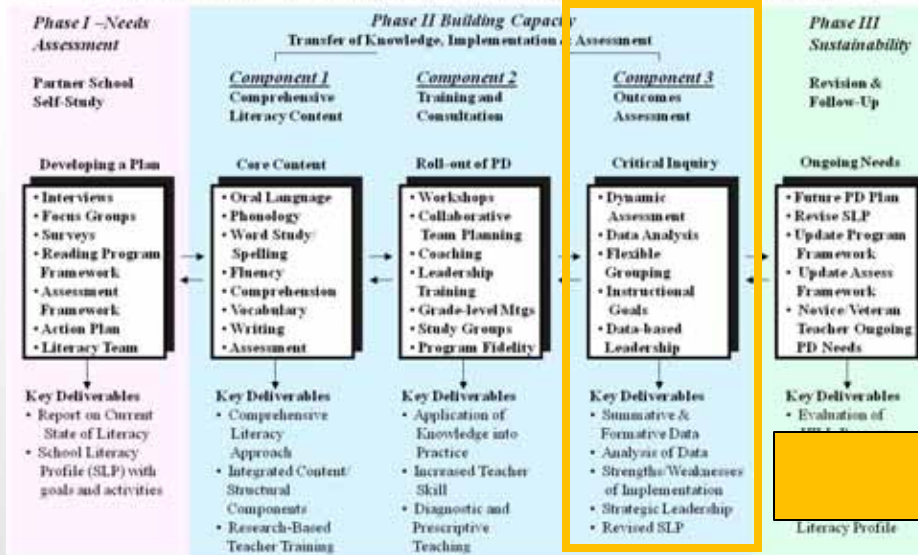 Phase I –Needs
Assessment
Partner School
Self-Study
Developing a Plan
• Interviews
• Focus Groups
• Surveys
• Reading Program
Framework
• Assessment
Framework
• Action Plan
• Literacy Team
Key Deliverables
• Report on Current
State of Literacy
• School Literacy
Profile (SLP) with
goals and activities
Phase II Building Capacity
Transfer of Knowledge, Implementation & Assessment
Component 1
Comprehensive
Literacy Content
Core Content
• Oral Language
• Phonology
• Word Study/
Spelling
• Fluency
• Comprehension
• Vocabulary
• Writing
• Assessment
Key Deliverables
• Comprehensive
Literacy
Approach
• Integrated Content/
Structural
Components
• Research-Based
Teacher Training
Component 2
Training and
Consultation
Roll-out of PD
• Workshops
• Collaborative
Team Planning
• Coaching
• Leadership
Training
• Grade-level Mtgs
• Study Groups
• Program Fidelity
Key Deliverables
• Application of
Knowledge into
Practice
• Increased Teacher
Skill
• Diagnostic and
Prescriptive
Teaching
Component 3
Outcomes
Assessment
Critical Inquiry
• Dynamic
Assessment
• Data Analysis
• Flexible
Grouping
• Instructional
Goals
• Data-based
Leadership
Key Deliverables
• Summative &
Formative Data
• Analysis of Data
• Strengths/Weaknesses
of Implementation
• Strategic Leadership
• Revised SLP
Phase III
Sustainability
Revision &
Follow-Up
Ongoing Needs
• Future PD Plan
• Revise SLP
• Update Program
Framework
• Update Assess
Framework
• Novice/Veteran
Teacher Ongoing
PD Needs
Key Deliverables
• Evaluation of
Literacy Profile